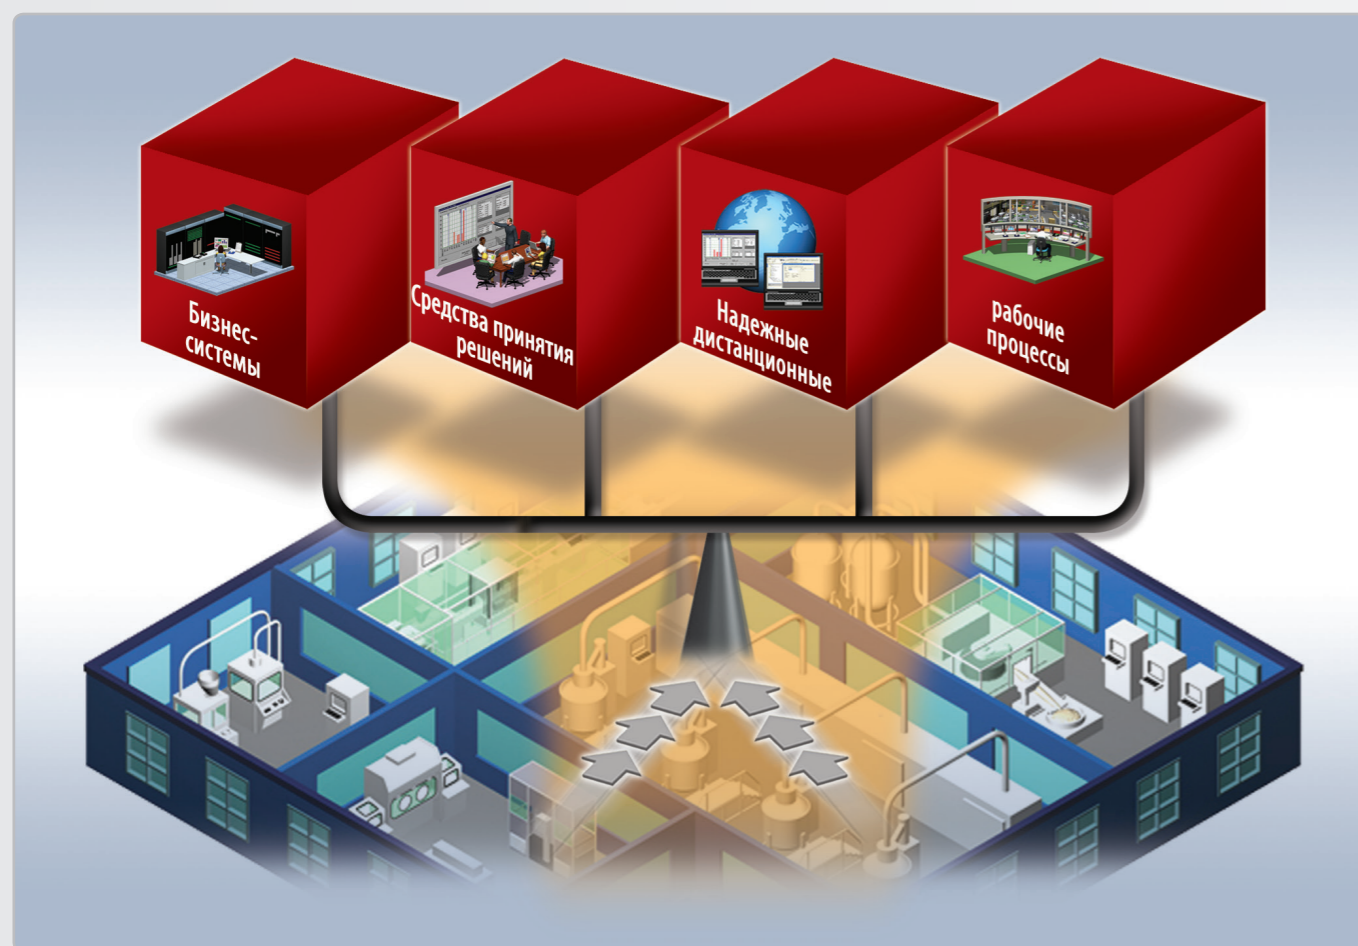 Бизнес-
системы
Средства принятия
решений
Надежные
дистанционные
рабочие
процессы